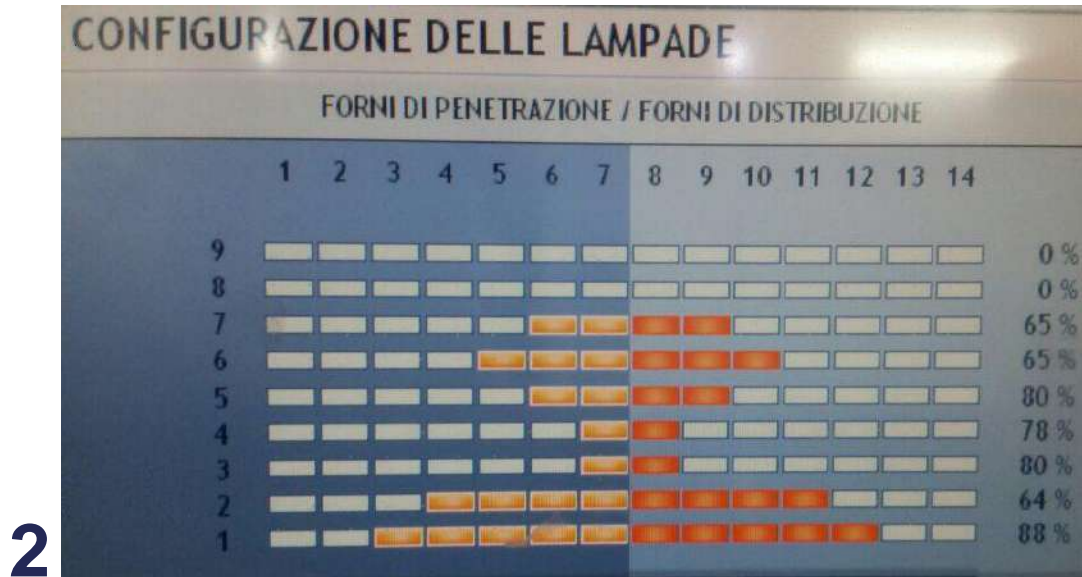 CONFIGURAZIONE DELLE LAMPADE
FORNI DI PENETRAZIONE / FORNI DI DISTRIBUZIONE
1 2 3 4 5 6 7 8 9 10 11 12 13 14
9 0 %
8 0 %
7 65 %
6 65 %
5 80 %
4 78 %
3 80 %
2 64 %
1 88 %
2